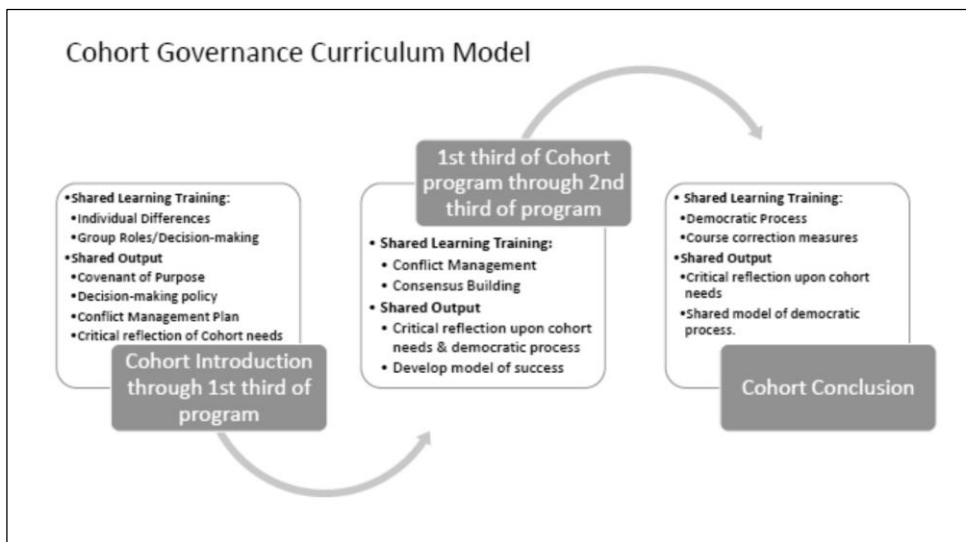 Cohort Governance Curriculum Model
•Shared Learning Training:
•Individual Differences
•Group Roles/Decision-making
•Shared Output
•Covenant of Purpose
•Decision-making policy
•Conflict Management Plan
•Critical reflection of Cohort needs
Cohort Introduction
through 1st third of
program
1st third of Cohort
program through 2nd
third of program
• Shared Learning Training:
• Conflict Management
• Consensus Building
• Shared Output
• Critical reflection upon cohort
needs & democratic process
• Develop model of success
• Shared Learning Training:
•Democratic Process
•Course correction measures
•Shared Output
•Critical reflection upon cohort
needs
•Shared model of democratic
process.
Cohort Conclusion